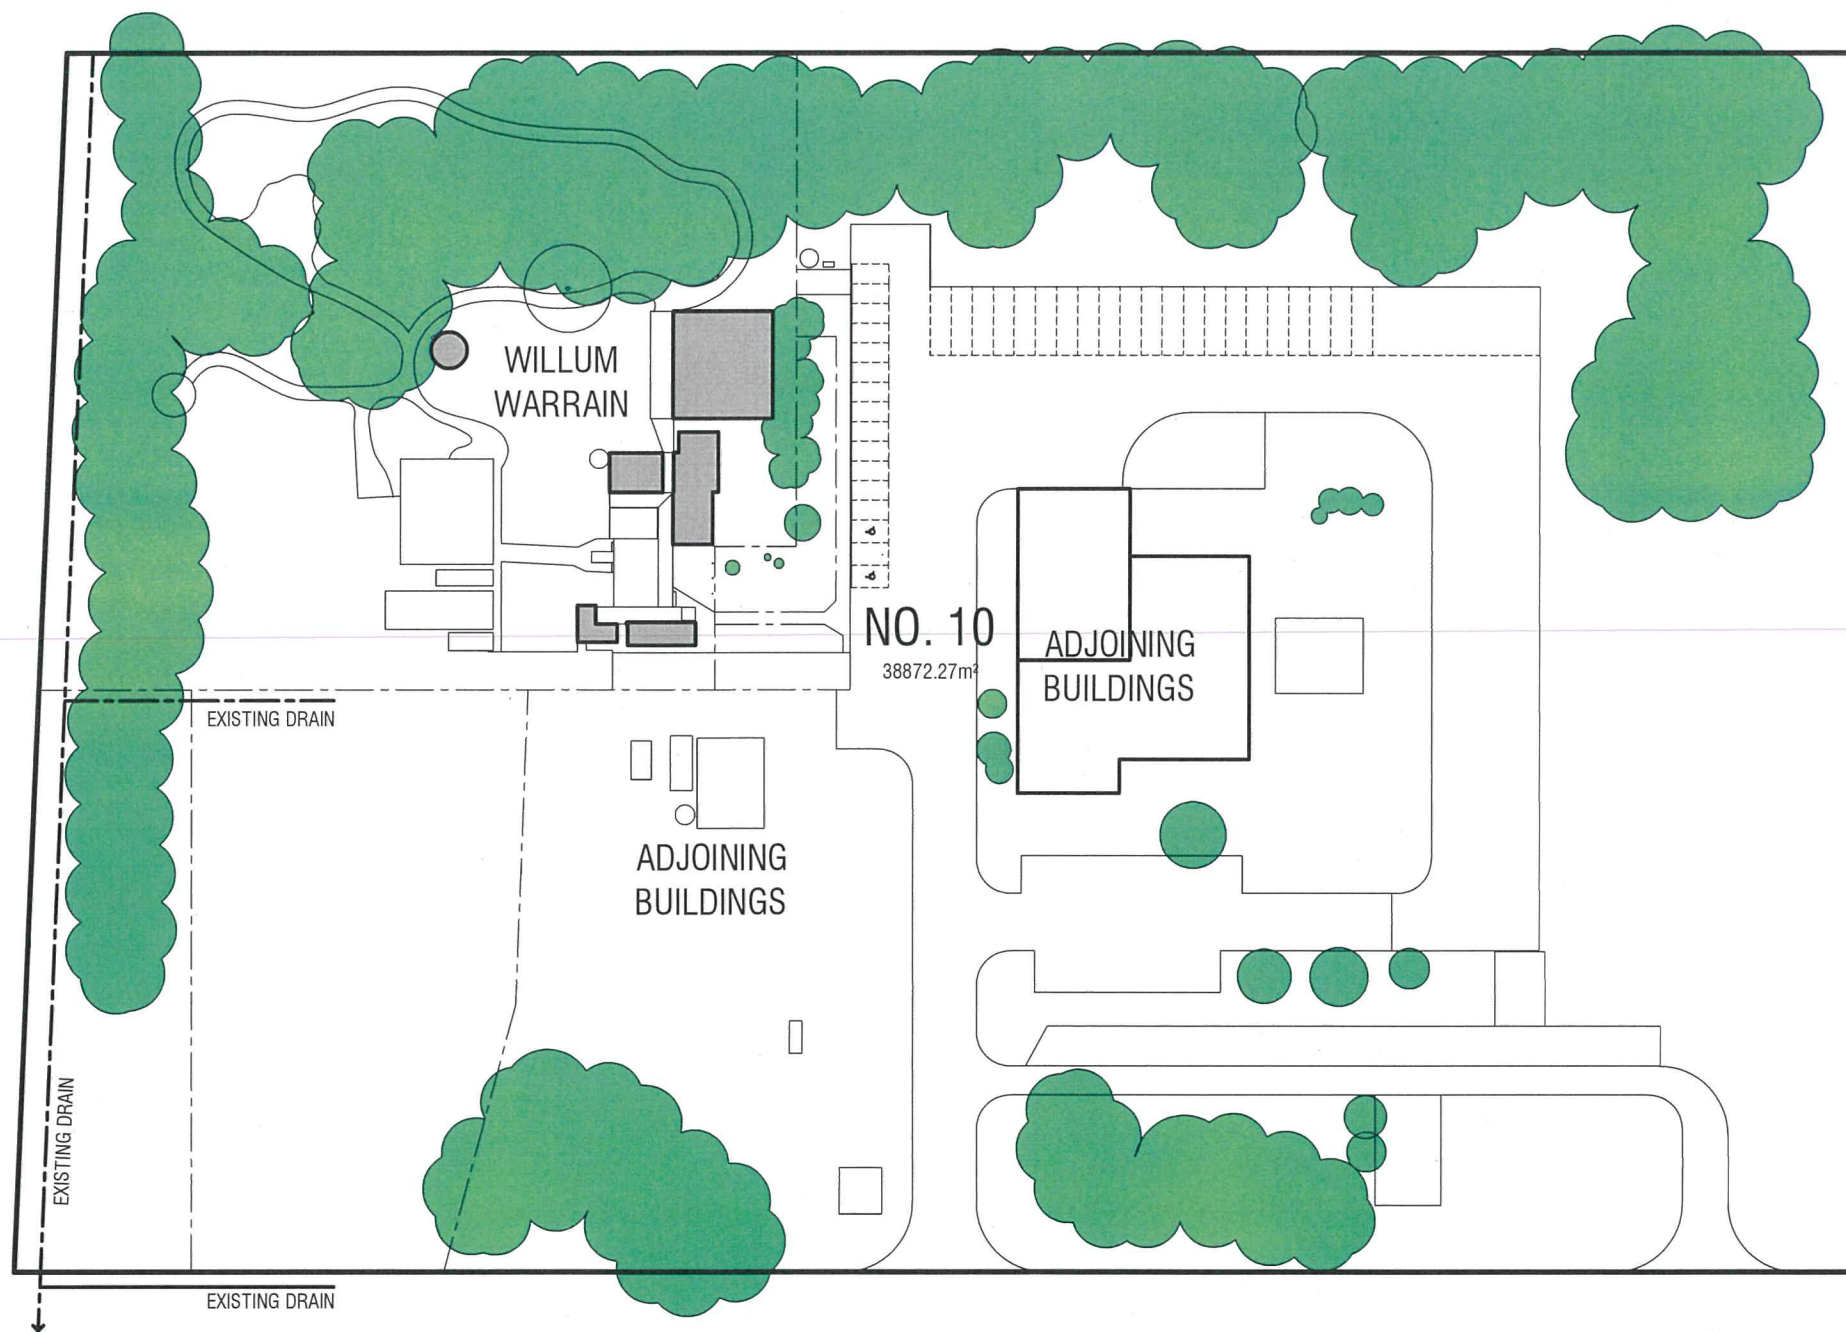 WILLUM
WARRAIN
NO. 10
38872.27m²
ADJOINING
BUILDINGS
EXISTING DRAIN
ADJOINING
BUILDINGS
EXISTING DRAIN
EXISTING DRAIN